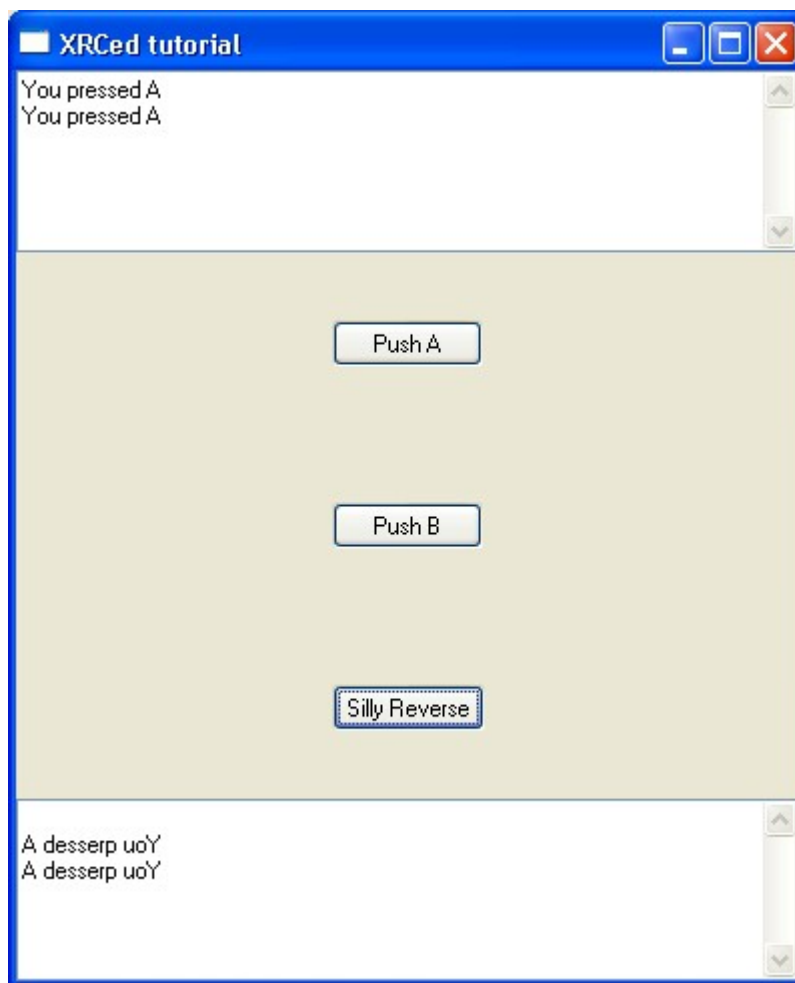 XRCed tutorial
You pressed A
You pressed A
Push A
Push B
Silly Reverse
A desserp uoY
A desserp uoY